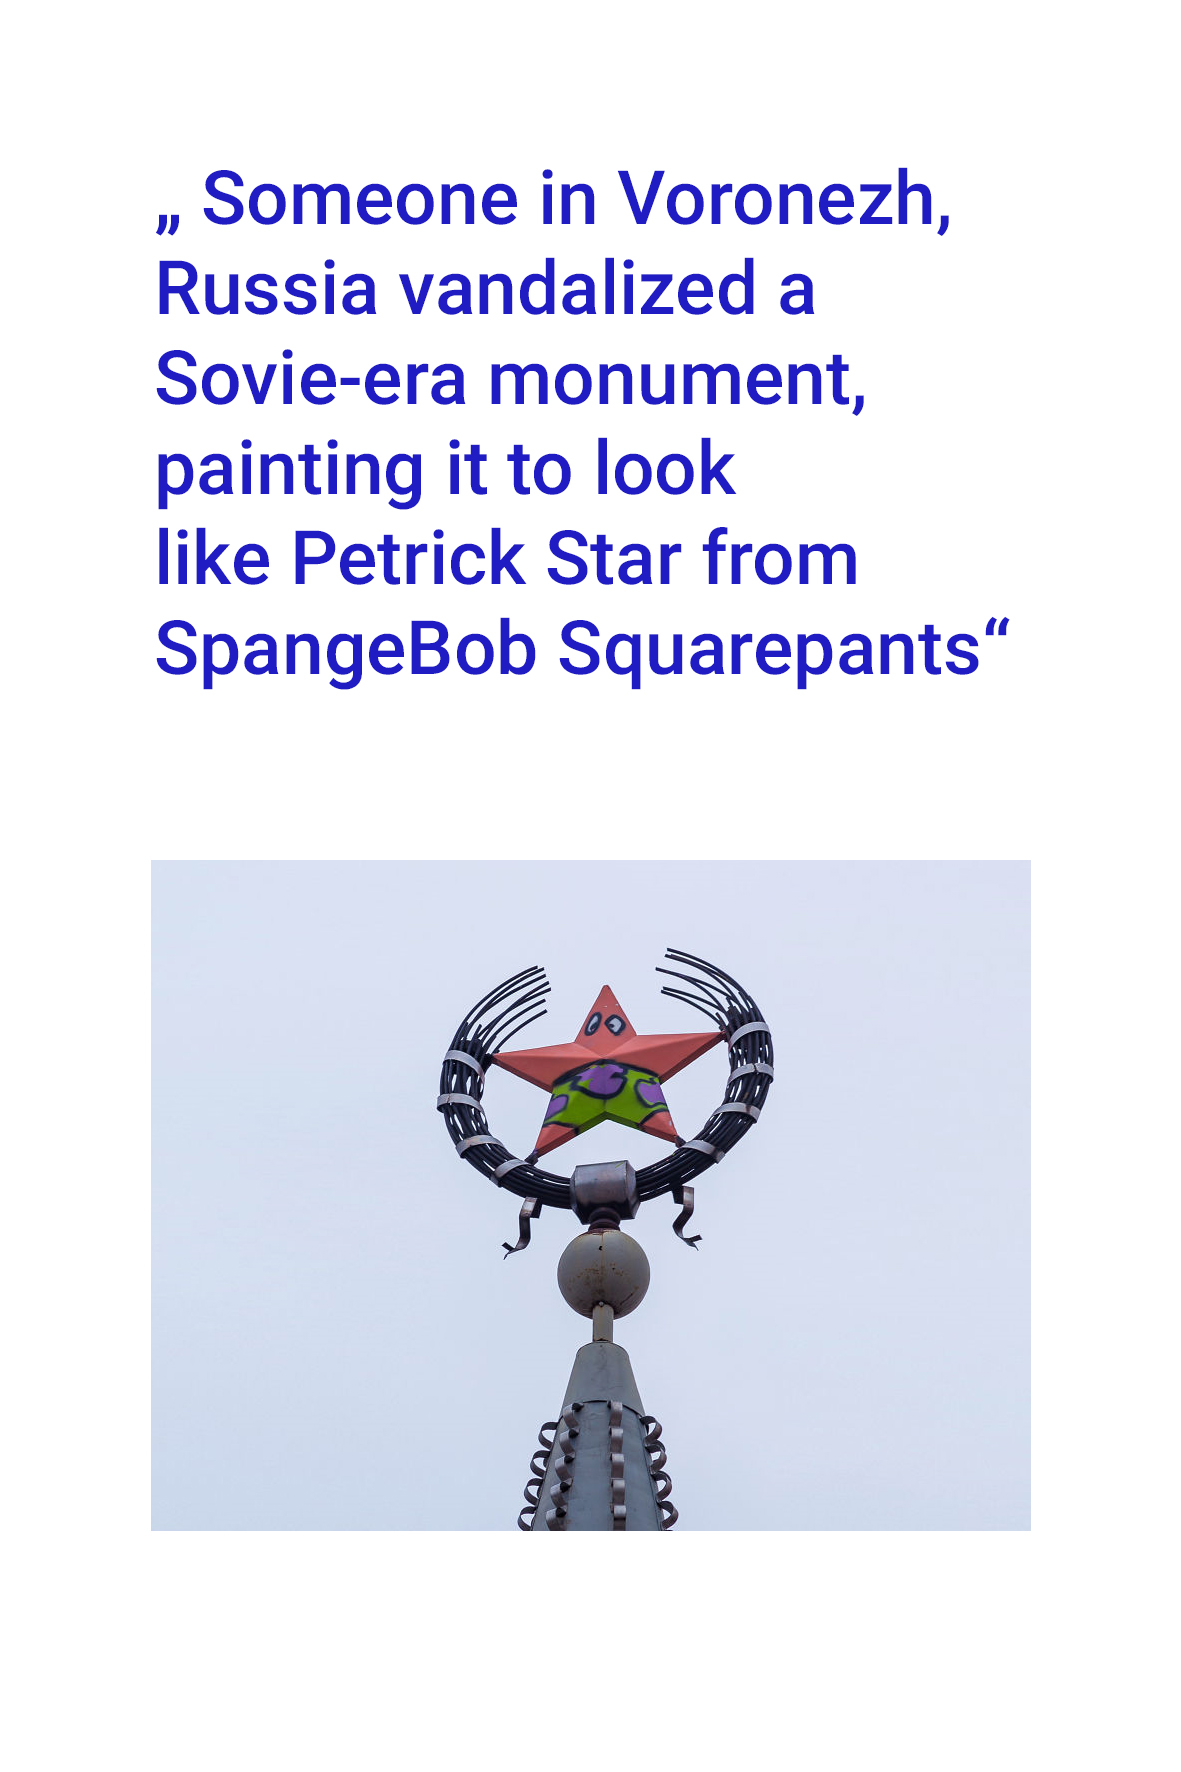 „ Someone in Voronezh,
Russia vandalized a
Sovie-era monument,
painting it to look
like Petrick Star from
SpangeBob Squarepants“